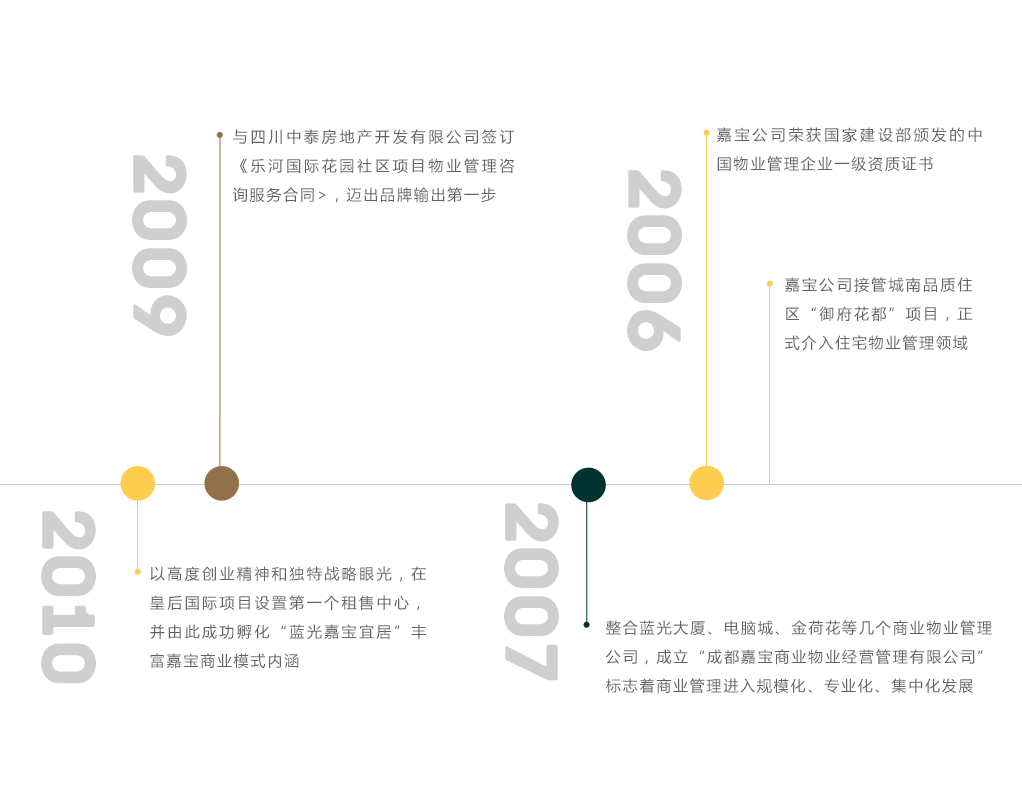 2009
与四川中泰房地产开发有限公司签订
《乐河国际花园社区项目物业管理咨
询服务合同>，迈出品牌输出第一步
2006
嘉宝公司荣获国家建设部颁发的中
国物业管理企业一级资质证书
嘉宝公司接管城南品质住
区“御府花都”项目，正
式介入住宅物业管理领域
2010
以高度创业精神和独特战略眼光，在
皇后国际项目设置第一个租售中心，
并由此成功孵化“蓝光嘉宝宜居”丰
富嘉宝商业模式内涵
2007
整合蓝光大厦、电脑城、金荷花等几个商业物业管理
公司，成立“成都嘉宝商业物业经营管理有限公司”
标志着商业管理进入规模化、专业化、集中化发展